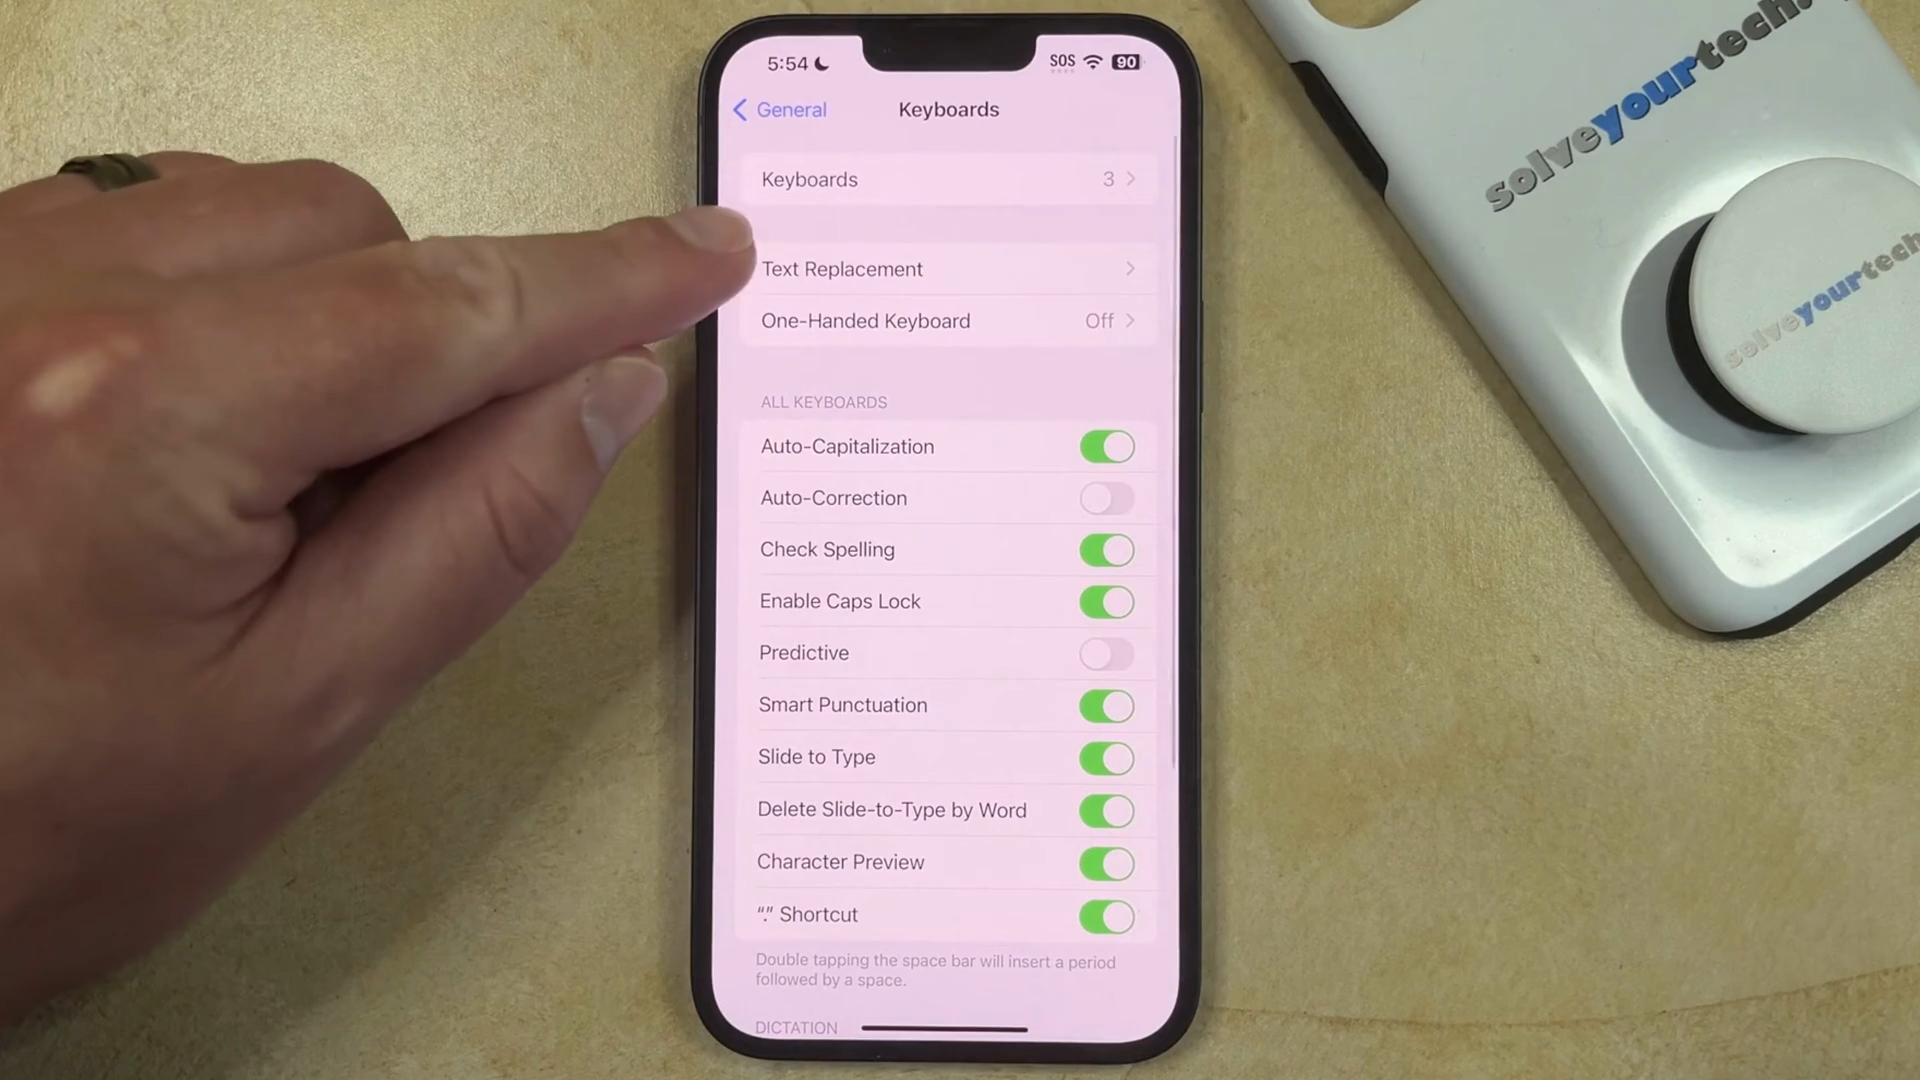 5:54 SOS 90
General Keyboards
Keyboards 3
Text Replacement
One-Handed Keyboard Off
ALL KEYBOARDS
Auto-Capitalization
Auto-Correction
Check Spelling
Enable Caps Lock
Predictive
Smart Punctuation
Slide to Type
Delete Slide-to-Type by Word
Character Preview
“.” Shortcut
Double tapping the space bar will insert a period
followed by a space.
DICTATION
solveyourtech.
solveyourtech